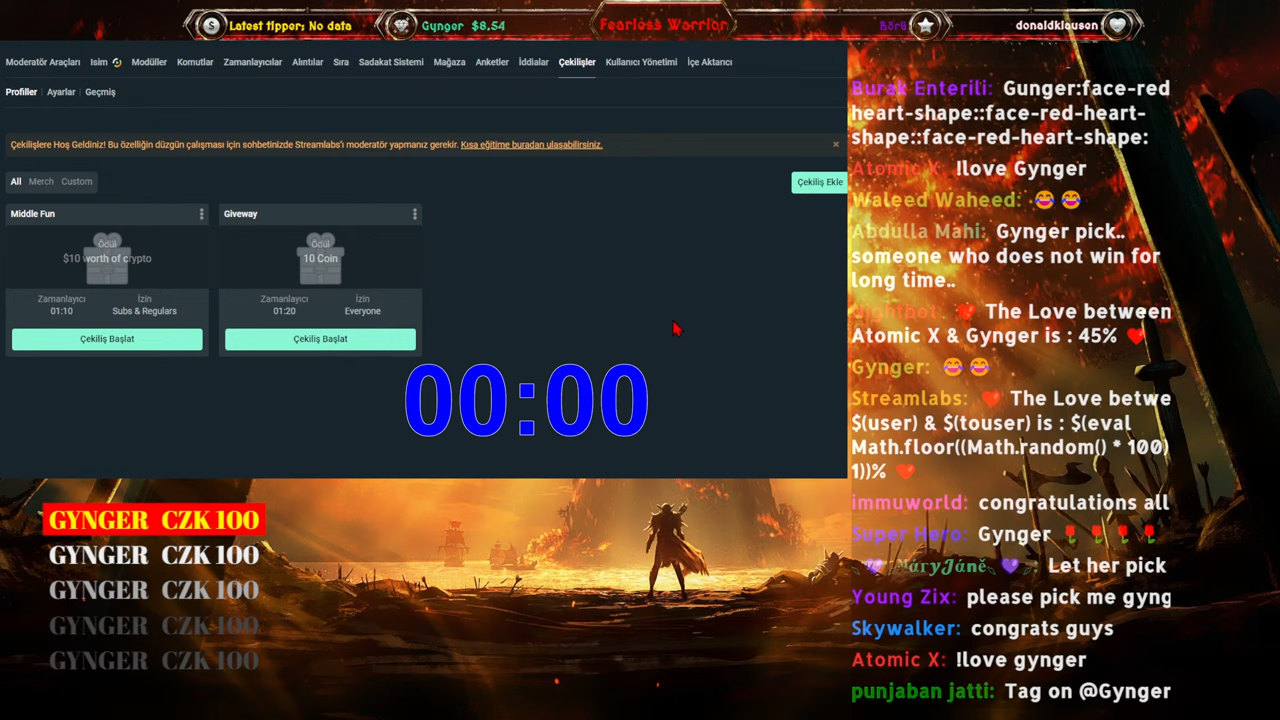 Latest tipper: No data
Gynger $8.54
Fearless Warrior
Börü
donaldklausen
Moderatör Araçları Isim Modüller Komutlar Zamanlayıcılar Alıntılar Sıra Sadakat Sistemi Mağaza Anketler İddialar Çekilişler Kullanıcı Yönetimi İçe Aktarıcı
Profiller Ayarlar Geçmiş
Çekilişlere Hoş Geldiniz! Bu özelliğin düzgün çalışması için sohbetinizde Streamlabs'ı moderatör yapmanız gerekir. Kısa eğitime buradan ulaşabilirsiniz.
All Merch Custom
Çekiliş Ekle
Middle Fun
Ödül
$10 worth of crypto
Zamanlayıcı İzin
01:10 Subs & Regulars
Çekiliş Başlat
Giveway
Ödül
10 Coin
Zamanlayıcı İzin
01:20 Everyone
Çekiliş Başlat
00:00
GYNGER CZK 100
GYNGER CZK 100
GYNGER CZK 100
GYNGER CZK 100
GYNGER CZK 100
Burak Enterili: Gunger:face-red
heart-shape::face-red-heart-
shape::face-red-heart-shape:
Atomic X: !love Gynger
Waleed Waheed: 😂 😂
Abdulla Mahi: Gynger pick..
someone who does not win for
long time..
Nightbot: ❤ The Love between
Atomic X & Gynger is : 45% ❤
Gynger: 😂 😂
Streamlabs: ❤ The Love betwe
$(user) & $(touser) is : $(eval
Math.floor((Math.random() * 100)
1))% ❤
immuworld: congratulations all
Super Hero: Gynger 🌹 🌹 🌹 🌹
MáryJáně 💜 : Let her pick
Young Zix: please pick me gyng
Skywalker: congrats guys
Atomic X: !love gynger
punjaban jatti: Tag on @Gynger